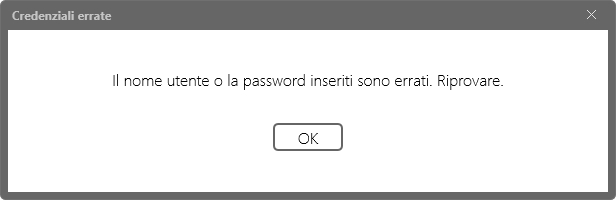 Credenziali errate
Il nome utente o la password inseriti sono errati. Riprovare.
OK